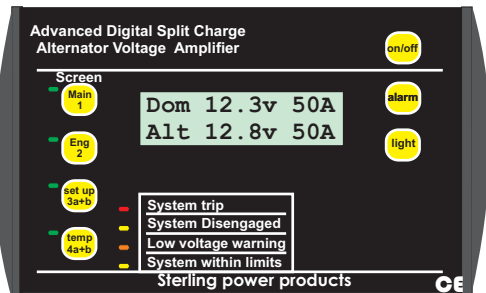 Advanced Digital Split Charge
Alternator Voltage Amplifier
on/off
Screen
Main
1
Dom 12.3v 50A
Alt 12.8v 50A
alarm
Eng
2
light
set up
3a+b
temp
4a+b
System trip
System Disengaged
Low voltage warning
System within limits
Sterling power products
CE